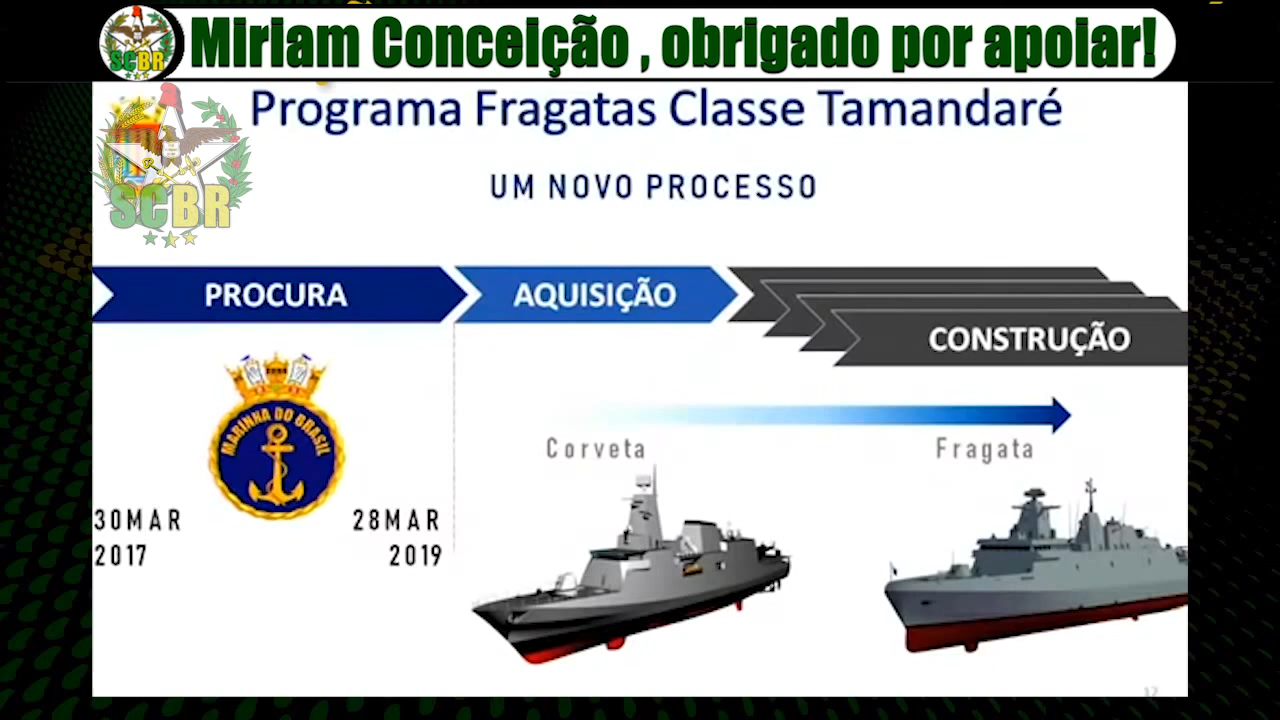 SCBR
Miriam Conceição , obrigado por apoiar!
Programa Fragatas Classe Tamandaré
SCBR
UM NOVO PROCESSO
PROCURA
AQUISIÇÃO
CONSTRUÇÃO
MARINHA DO BRASIL
Corveta
Fragata
30MAR
2017
28MAR
2019
12